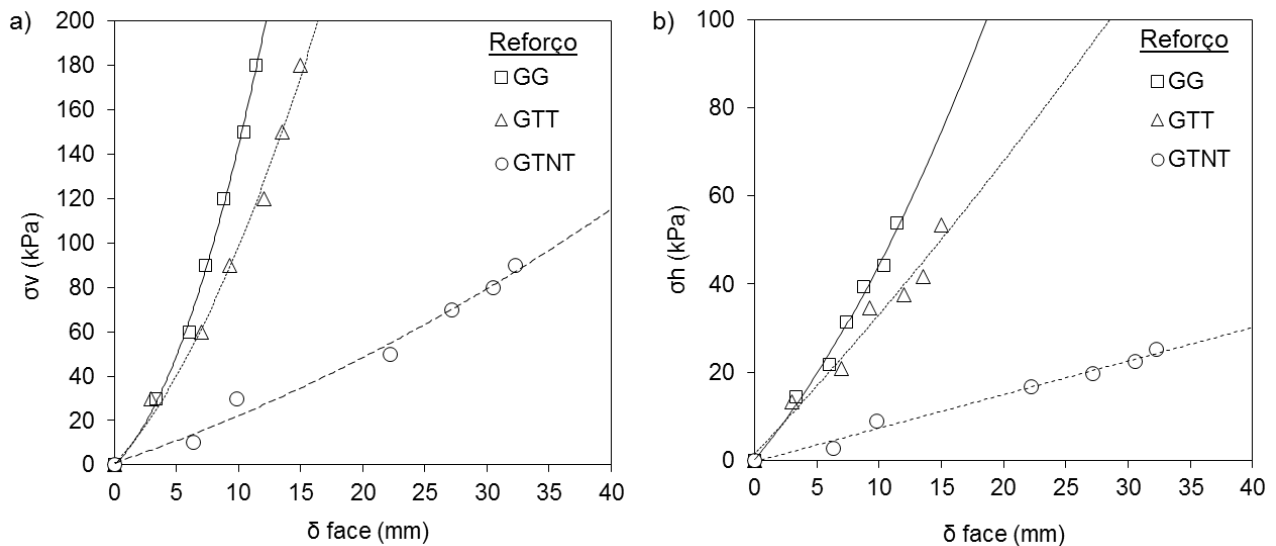 a)
σv (kPa)
200
180
160
140
120
100
80
60
40
20
0
0 5 10 15 20 25 30 35 40
δ face (mm)
Reforço
GG
GTT
GTNT
b)
σh (kPa)
100
80
60
40
20
0
0 5 10 15 20 25 30 35 40
δ face (mm)
Reforço
GG
GTT
GTNT